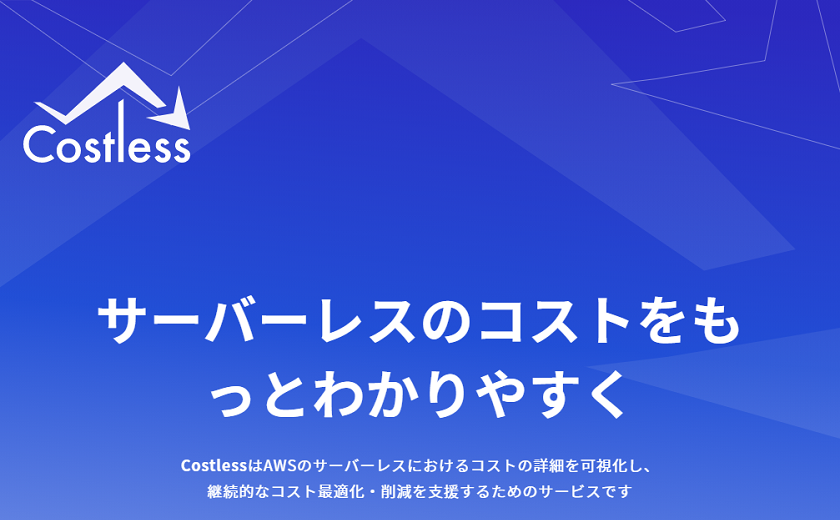 Costless
サーバーレスのコストをも
っとわかりやすく
CostlessはAWSのサーバーレスにおけるコストの詳細を可視化し、
継続的なコスト最適化・削減を支援するためのサービスです